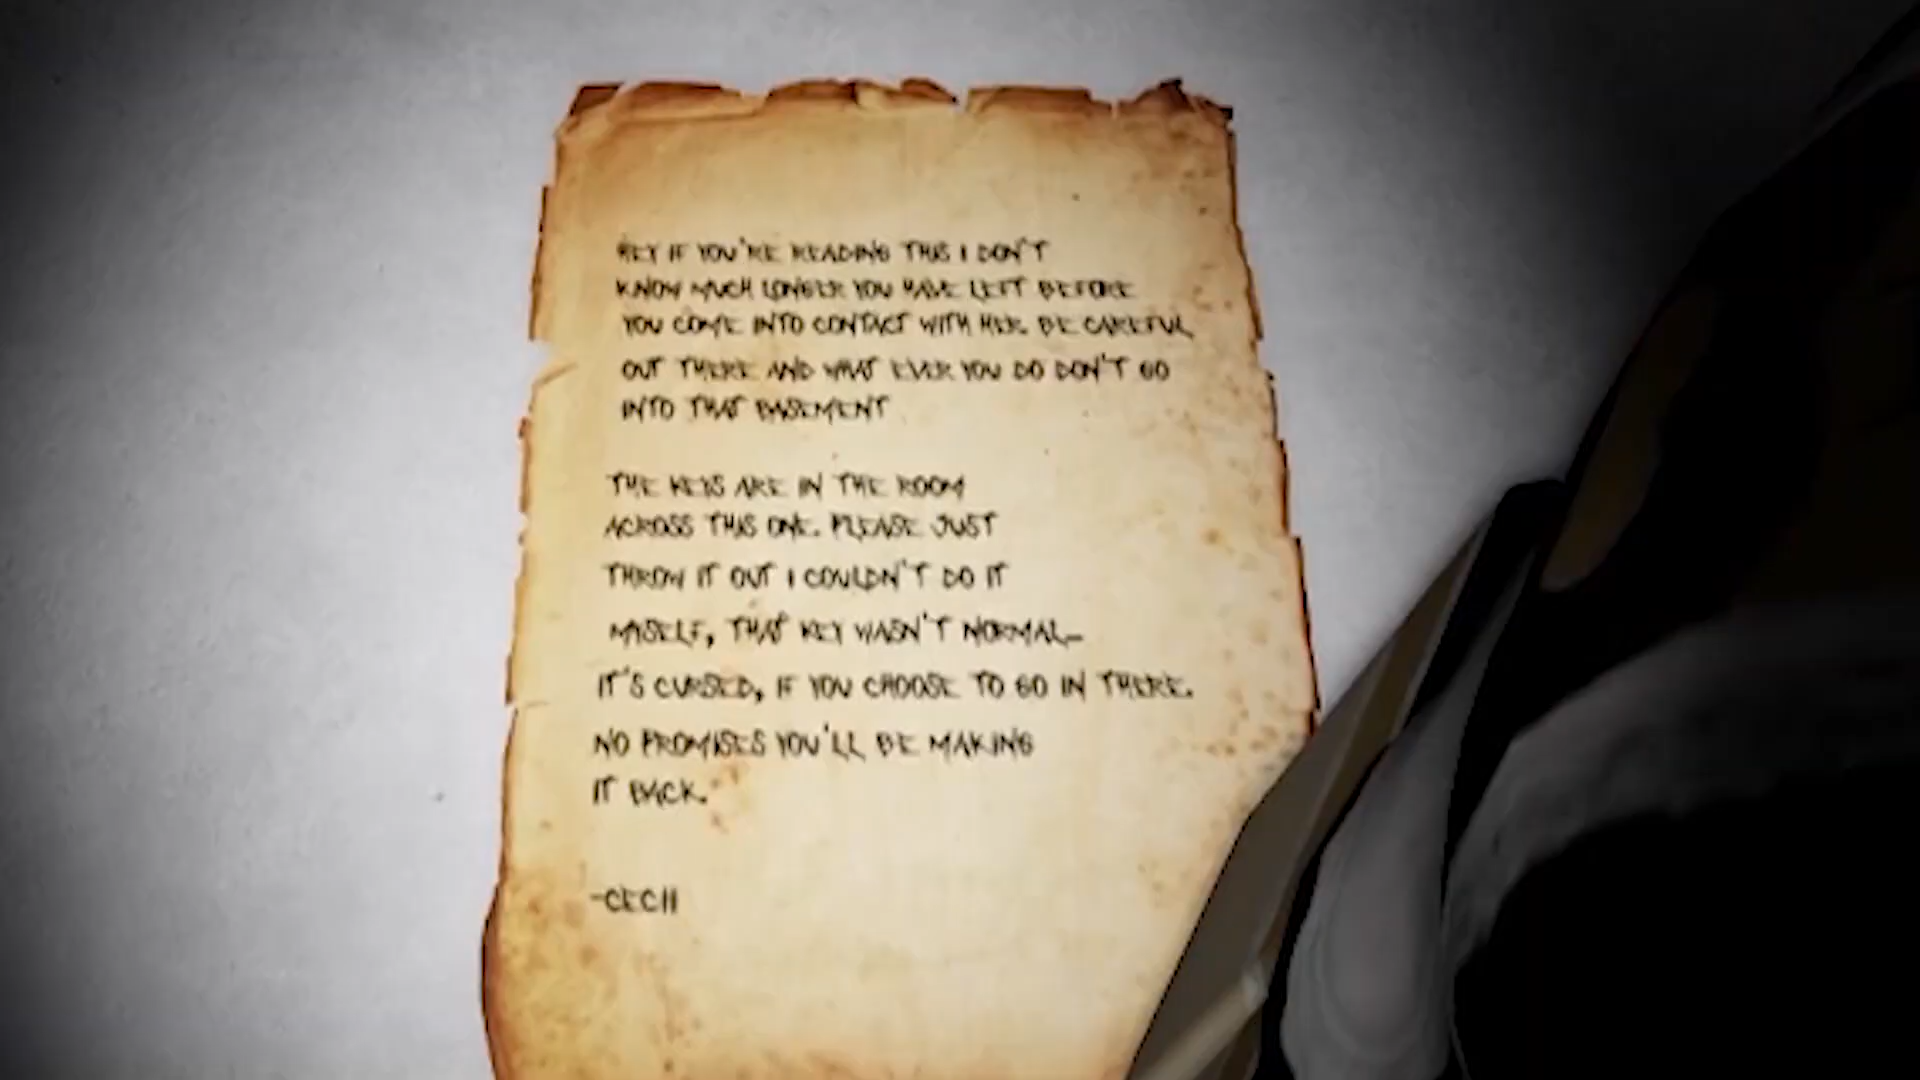 HEY IF YOU'RE READING THIS I DON'T
KNOW MUCH LONGER YOU HAVE LEFT BEFORE
YOU COME INTO CONTACT WITH HER. BE CAREFUL
OUT THERE AND WHAT EVER YOU DO DON'T GO
INTO THAT BASEMENT
THE KEYS ARE IN THE ROOM
ACROSS THIS ONE. PLEASE JUST
THROW IT OUT I COULDN'T DO IT
MYSELF, THAT KEY WASN'T NORMAL-
IT'S CURSED, IF YOU CHOOSE TO GO IN THERE.
NO PROMISES YOU'LL BE MAKING
IT BACK.
-CECII